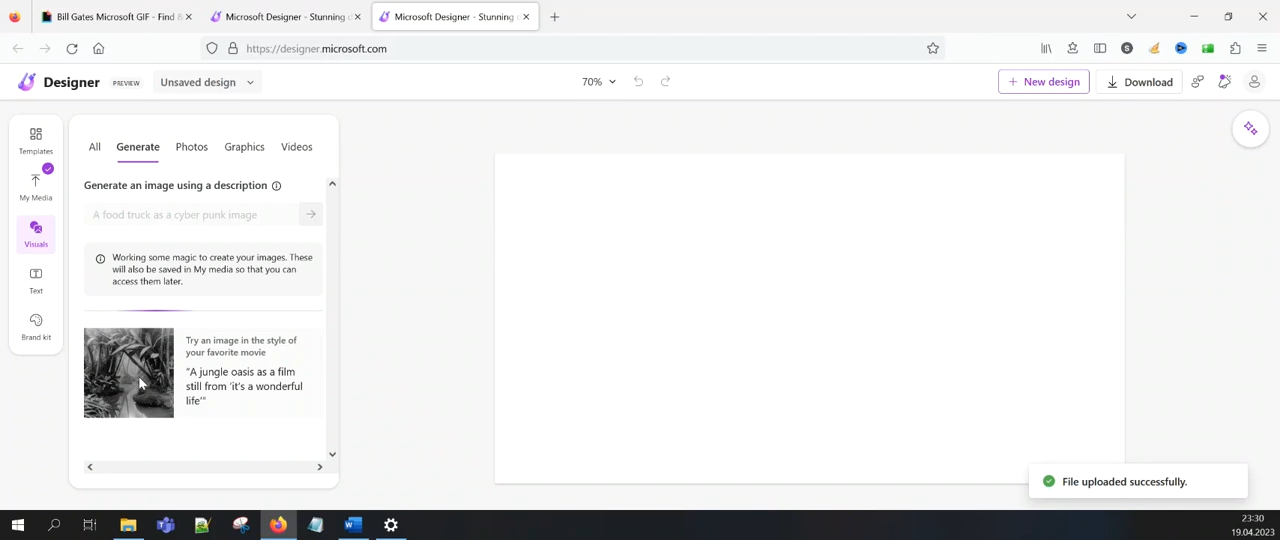 Bill Gates Microsoft GIF - Find &
Microsoft Designer - Stunning d
Microsoft Designer - Stunning d
https://designer.microsoft.com
Designer PREVIEW Unsaved design
70%
New design
Download
Templates
My Media
Visuals
Text
Brand kit
All Generate Photos Graphics Videos
Generate an image using a description
A food truck as a cyber punk image
Working some magic to create your images. These
will also be saved in My media so that you can
access them later.
Try an image in the style of
your favorite movie
"A jungle oasis as a film
still from 'it's a wonderful
life'"
File uploaded successfully.
23:30
19.04.2023